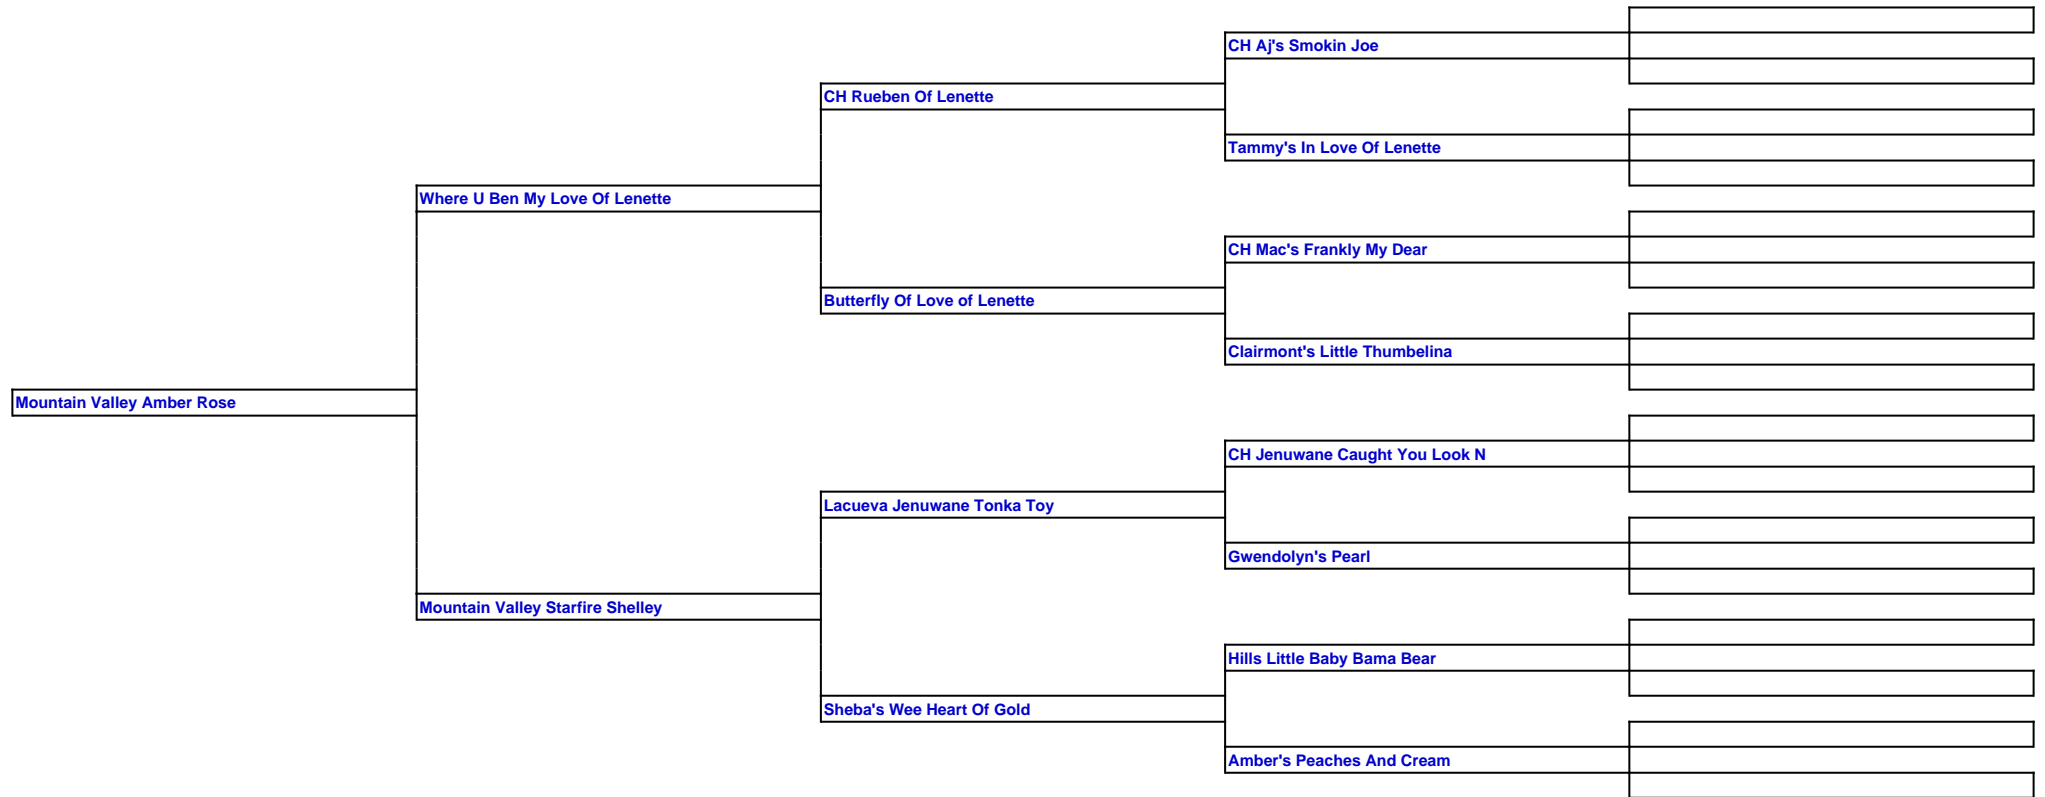 CH Aj's Smokin Joe
CH Rueben Of Lenette
Tammy's In Love Of Lenette
Where U Ben My Love Of Lenette
CH Mac's Frankly My Dear
Butterfly Of Love of Lenette
Clairmont's Little Thumbelina
Mountain Valley Amber Rose
CH Jenuwane Caught You Look N
Lacueva Jenuwane Tonka Toy
Gwendolyn's Pearl
Mountain Valley Starfire Shelley
Hills Little Baby Bama Bear
Sheba's Wee Heart Of Gold
Amber's Peaches And Cream